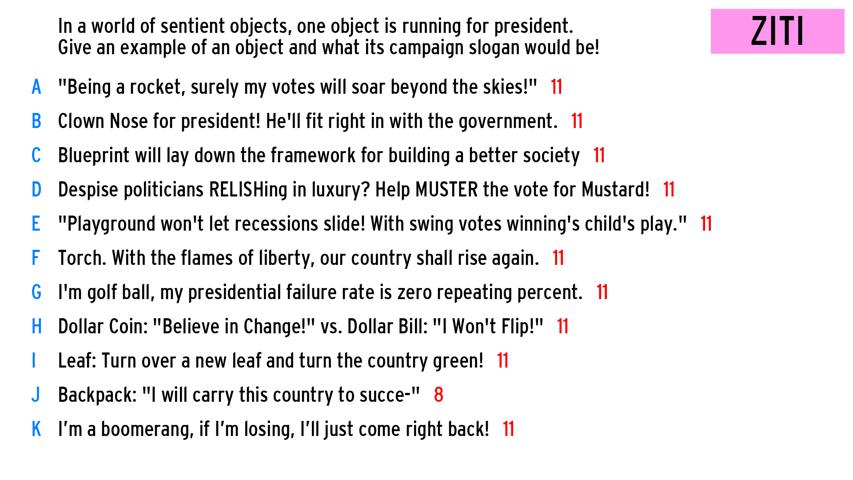 In a world of sentient objects, one object is running for president.
Give an example of an object and what its campaign slogan would be!
ZITI
A "Being a rocket, surely my votes will soar beyond the skies!" 11
B Clown Nose for president! He'll fit right in with the government. 11
C Blueprint will lay down the framework for building a better society 11
D Despise politicians RELISHing in luxury? Help MUSTER the vote for Mustard! 11
E "Playground won't let recessions slide! With swing votes winning's child's play." 11
F Torch. With the flames of liberty, our country shall rise again. 11
G I'm golf ball, my presidential failure rate is zero repeating percent. 11
H Dollar Coin: "Believe in Change!" vs. Dollar Bill: "I Won't Flip!" 11
I Leaf: Turn over a new leaf and turn the country green! 11
J Backpack: "I will carry this country to succe-" 8
K I’m a boomerang, if I’m losing, I’ll just come right back! 11